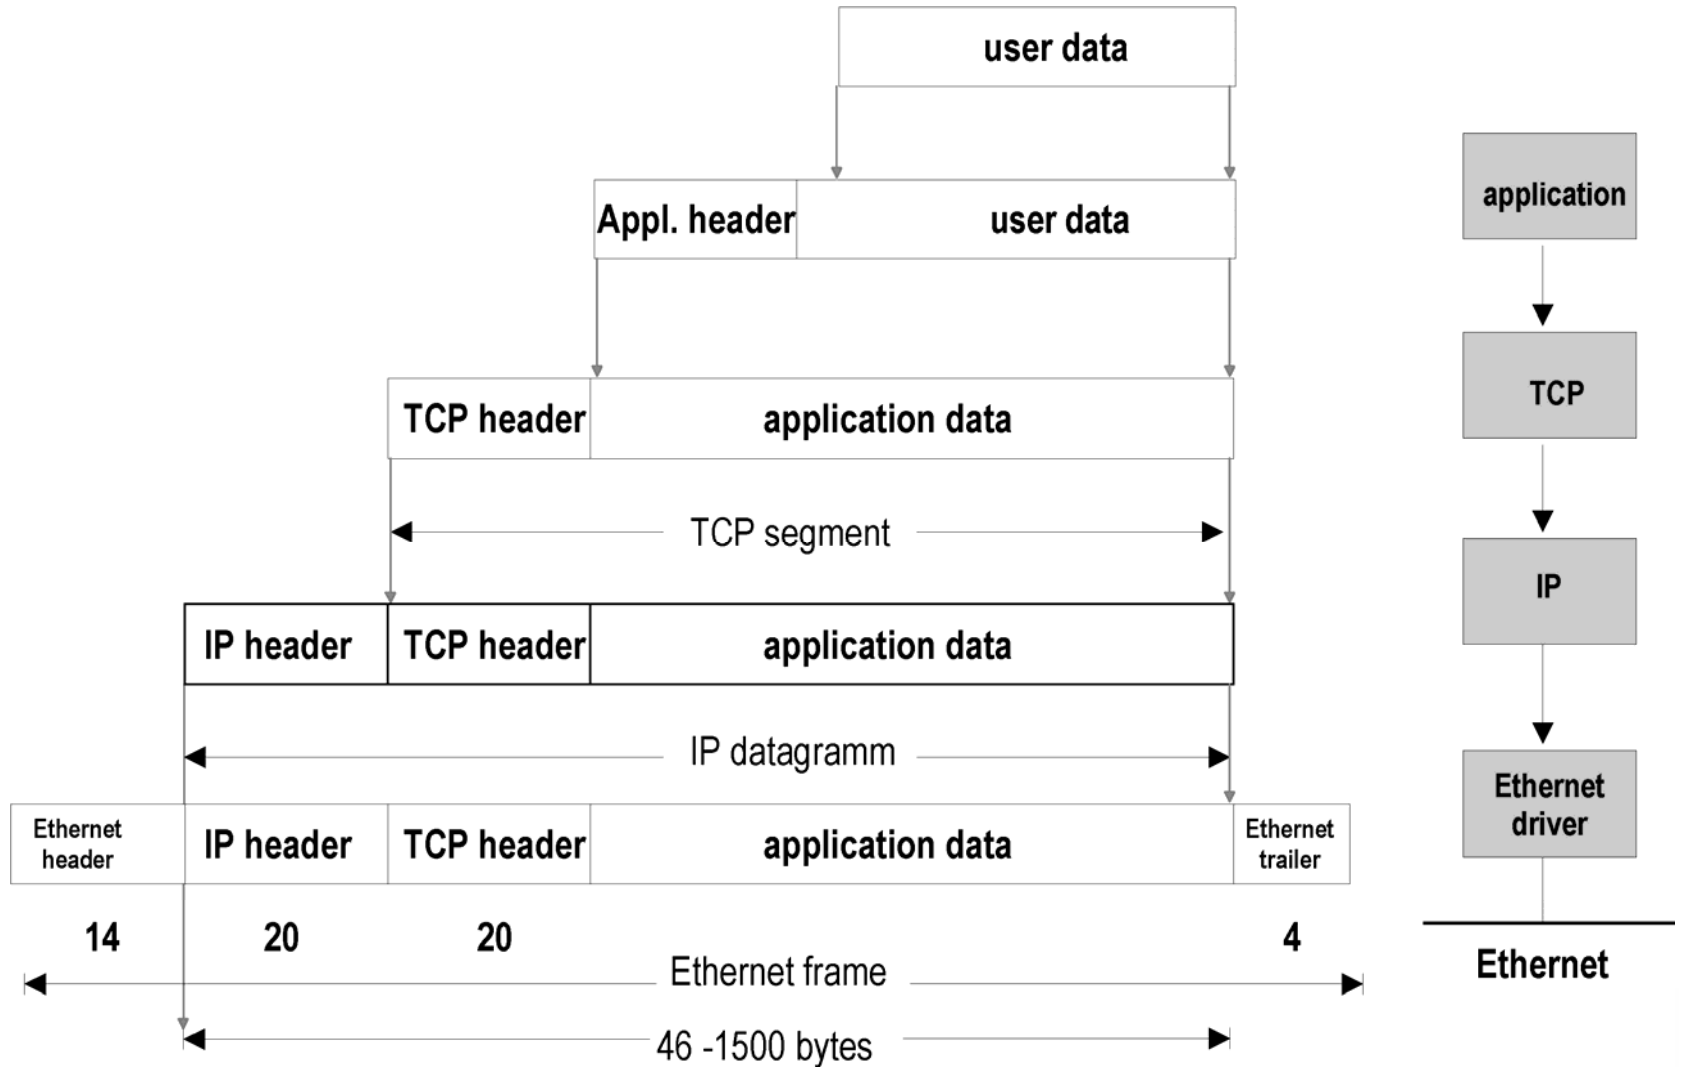 user data
Appl. header user data
application
TCP header application data
TCP
TCP segment
IP
IP header TCP header application data
IP datagramm
Ethernet
driver
Ethernet
header
IP header TCP header application data
Ethernet
trailer
14 20 20 4
Ethernet frame
Ethernet
46 -1500 bytes